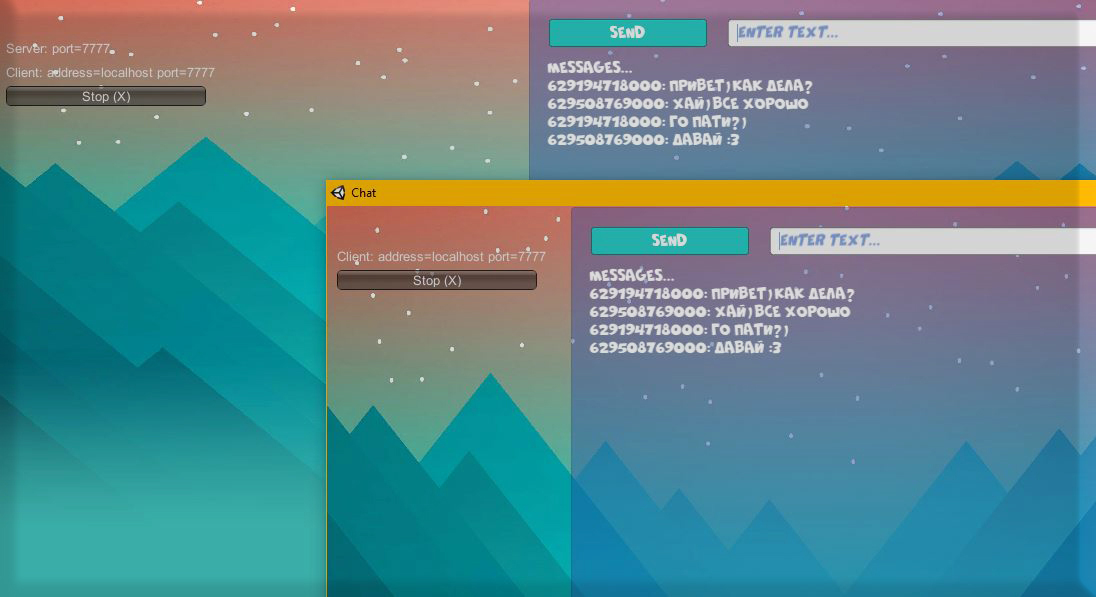 Server: port=7777
Client: address=localhost port=7777
Stop (X)
SEND
ENTER TEXT...
MESSAGES...
629194718000: ПРИВЕТ)КАК ДЕЛА?
629508769000: ХАЙ)ВСЕ ХОРОШО
629194718000: ГО ПАТИ?)
629508769000: ДАВАЙ :3
Chat
Client: address=localhost port=7777
Stop (X)
SEND
ENTER TEXT...
MESSAGES...
629194718000: ПРИВЕТ)КАК ДЕЛА?
629508769000: ХАЙ)ВСЕ ХОРОШО
629194718000: ГО ПАТИ?)
629508769000: ДАВАЙ :3